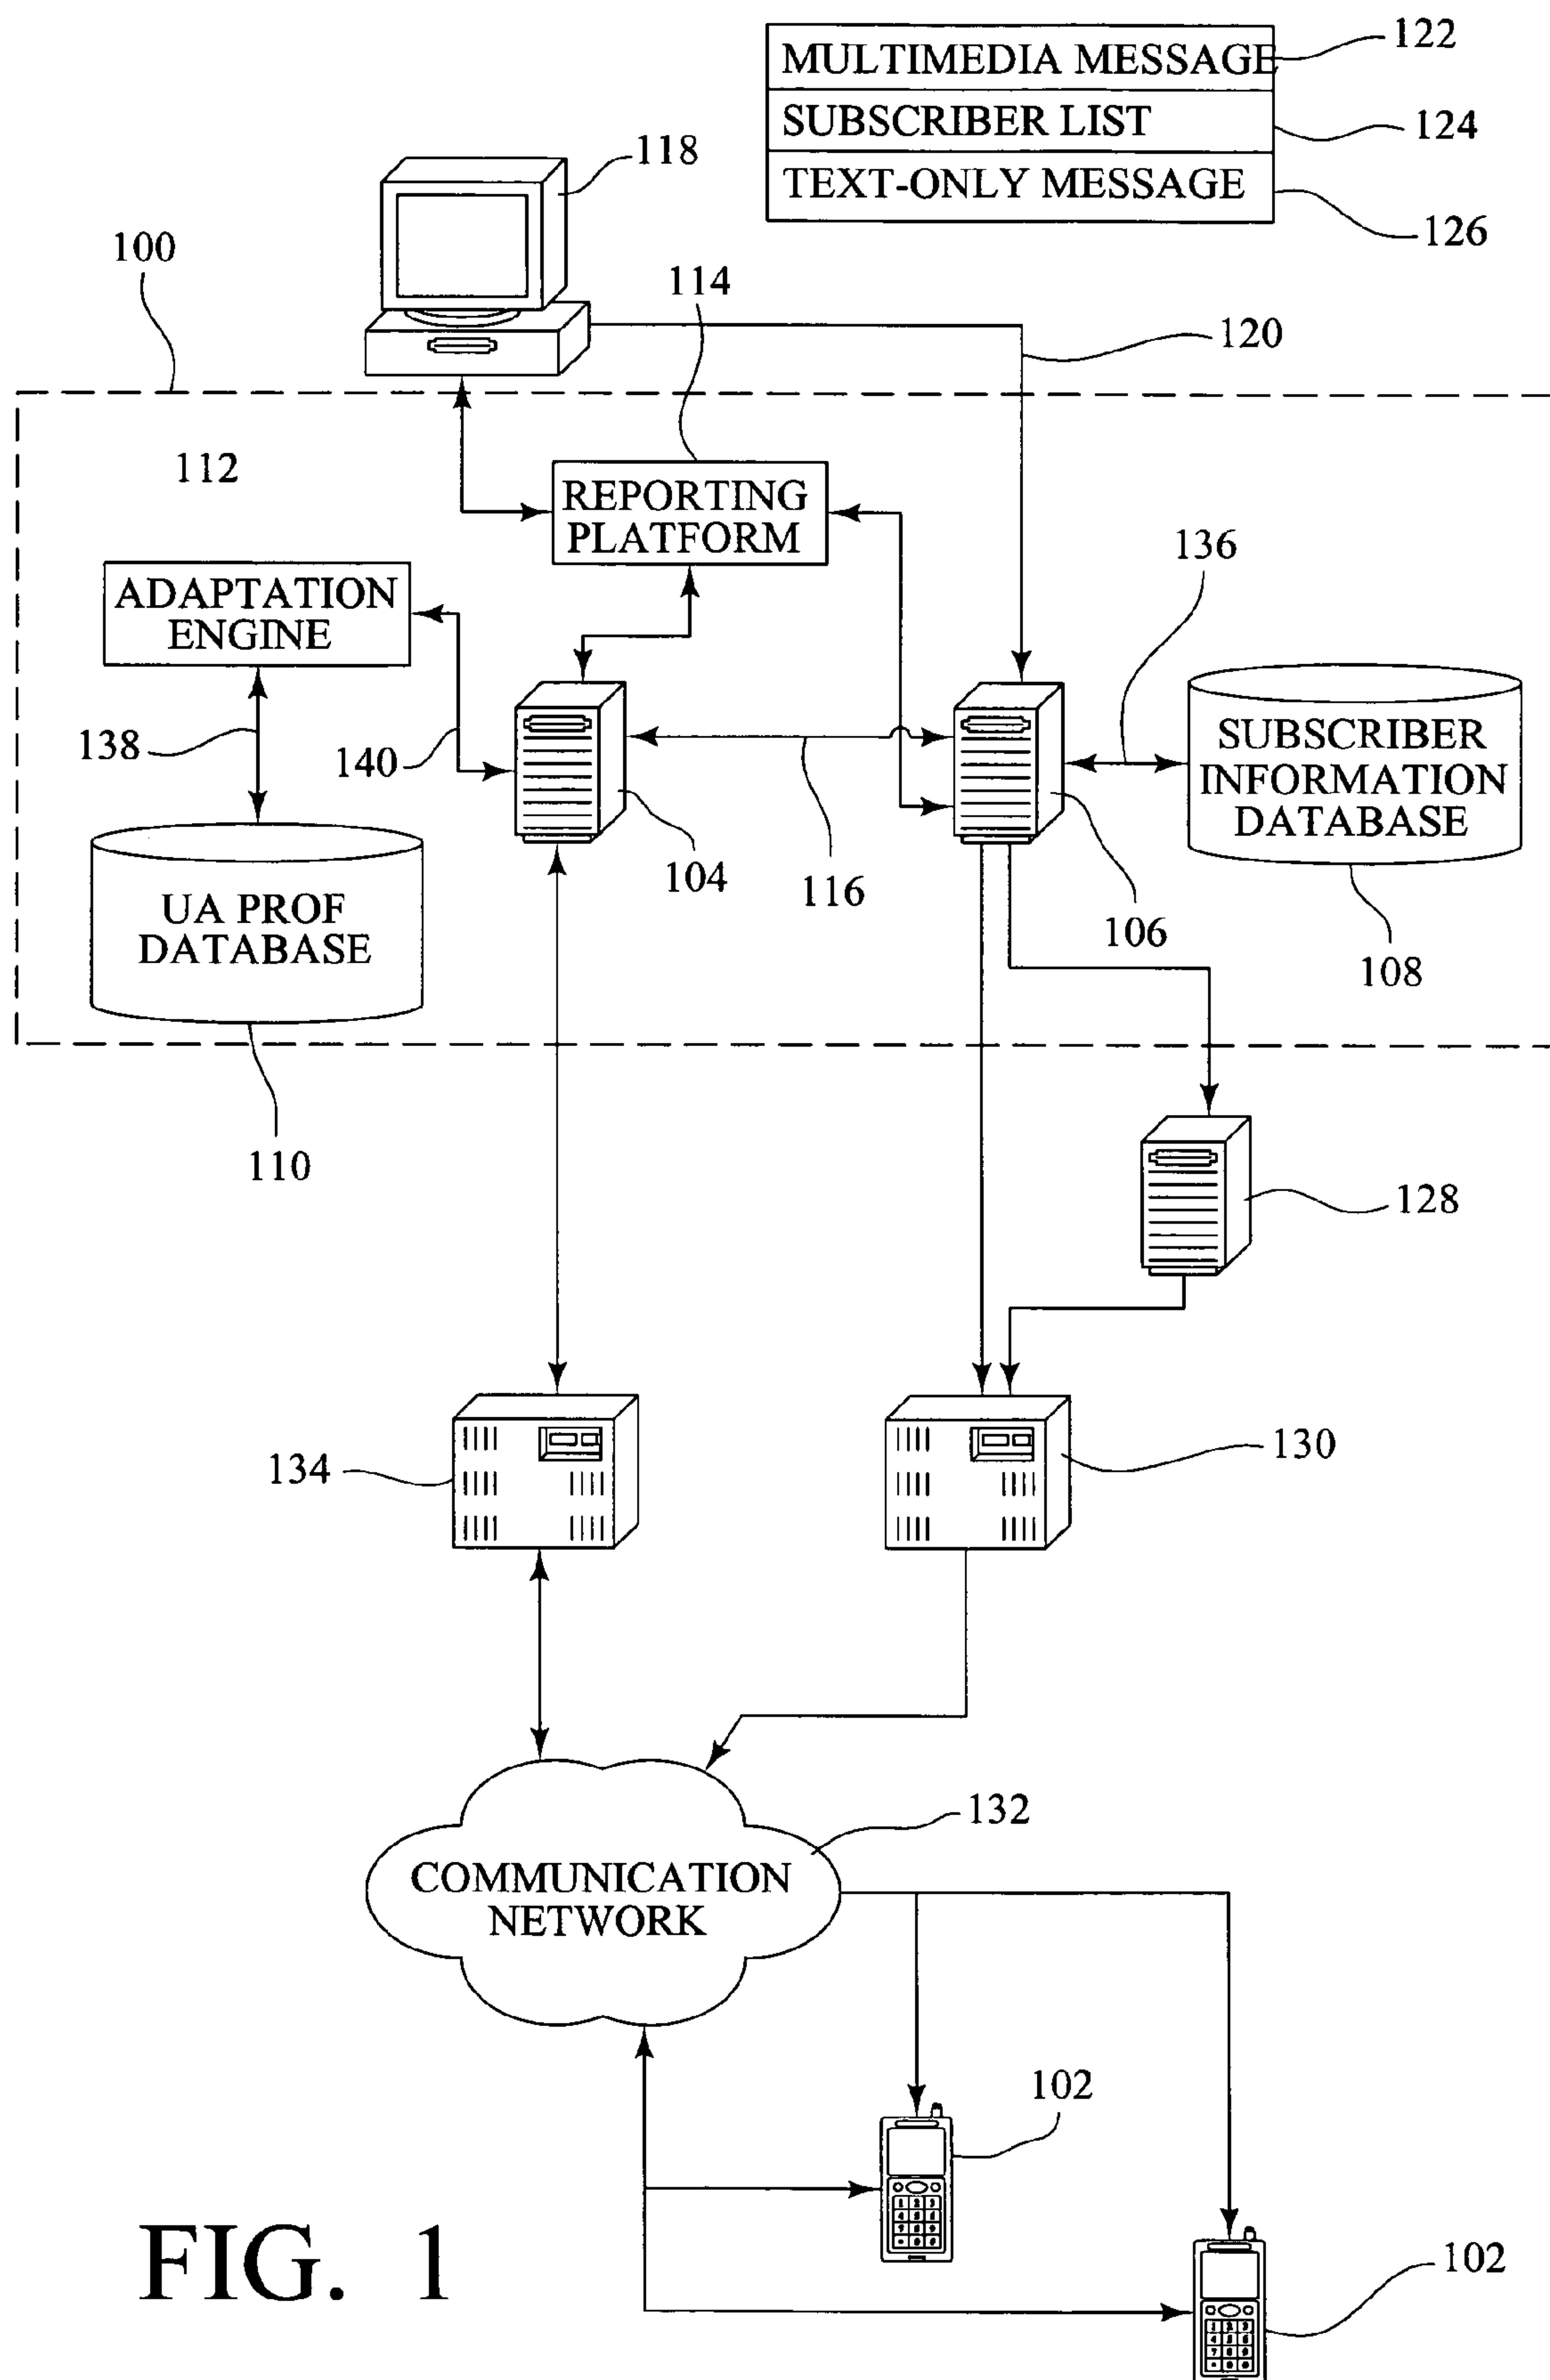 MULTIMEDIA MESSAGE
122
SUBSCRIBER LIST
124
TEXT-ONLY MESSAGE
126
118
100
114
120
112
REPORTING
PLATFORM
136
ADAPTATION
ENGINE
138
140
SUBSCRIBER
INFORMATION
DATABASE
104
116
106
108
UA PROF
DATABASE
110
128
134
130
132
COMMUNICATION
NETWORK
102
102
FIG. 1